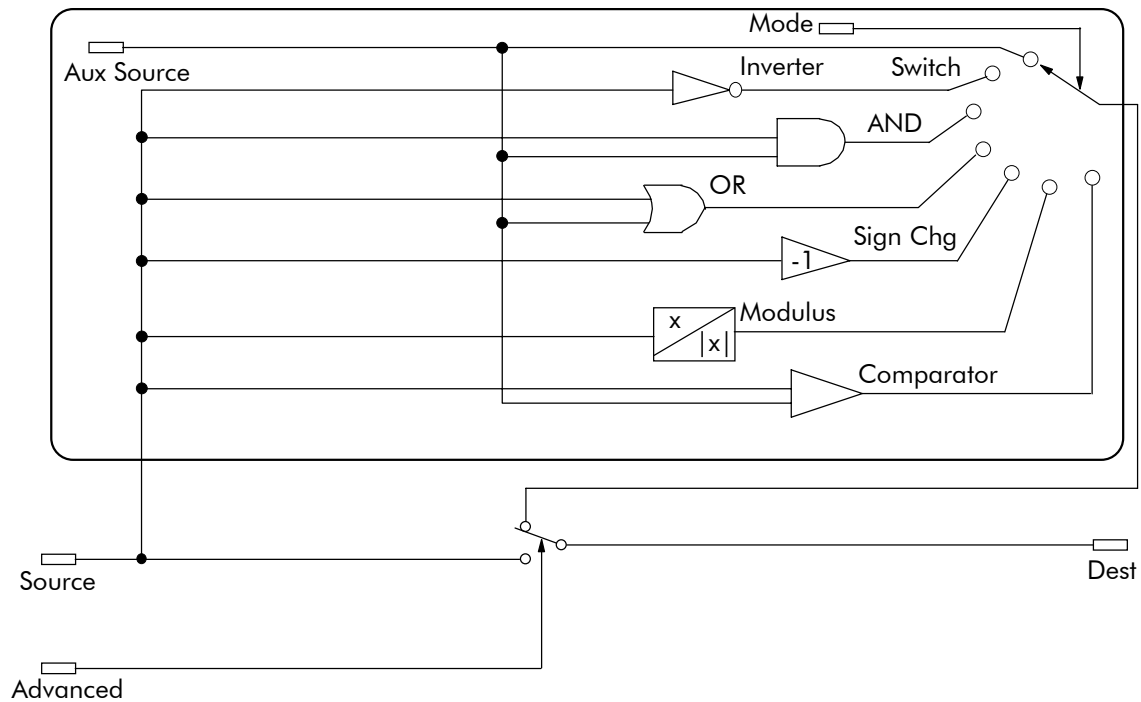 Mode
Aux Source
Inverter
Switch
AND
OR
Sign Chg
-1
Modulus
x
|x|
Comparator
Source
Dest
Advanced